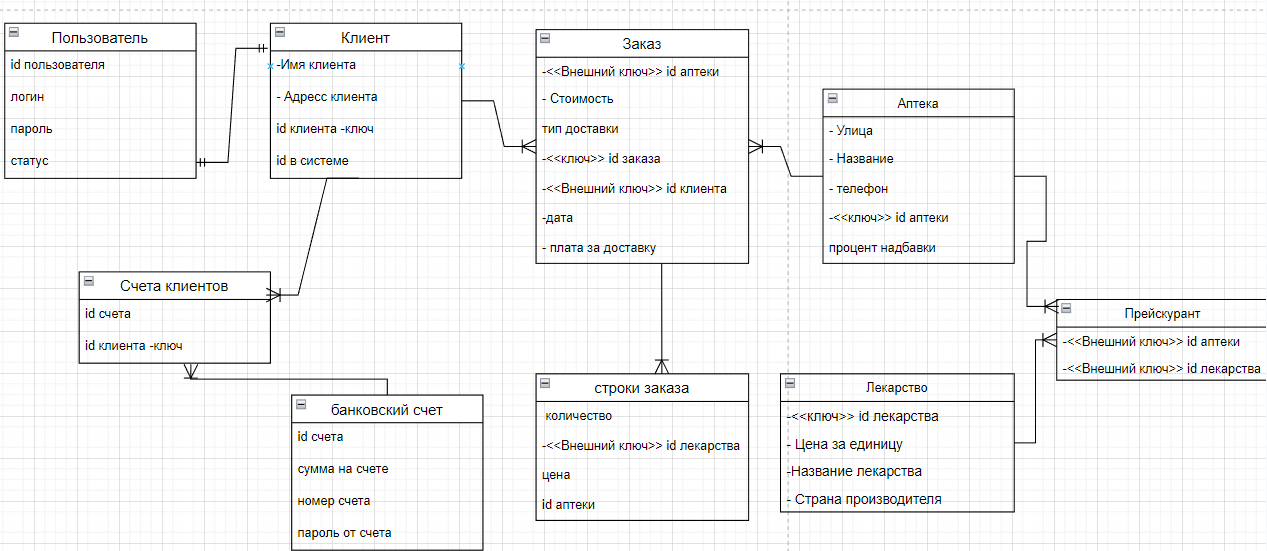 Пользователь
id пользователя
логин
пароль
статус
Клиент
-Имя клиента
- Адресс клиента
id клиента -ключ
id в системе
Заказ
-<<Внешний ключ>> id аптеки
- Стоимость
тип доставки
-<<ключ>> id заказа
-<<Внешний ключ>> id клиента
-дата
- плата за доставку
Аптека
- Улица
- Название
- телефон
-<<ключ>> id аптеки
процент надбавки
Счета клиентов
id счета
id клиента -ключ
Прейскурант
-<<Внешний ключ>> id аптеки
-<<Внешний ключ>> id лекарства
банковский счет
id счета
сумма на счете
номер счета
пароль от счета
строки заказа
количество
-<<Внешний ключ>> id лекарства
цена
id аптеки
Лекарство
-<<ключ>> id лекарства
- Цена за единицу
-Название лекарства
- Страна производителя